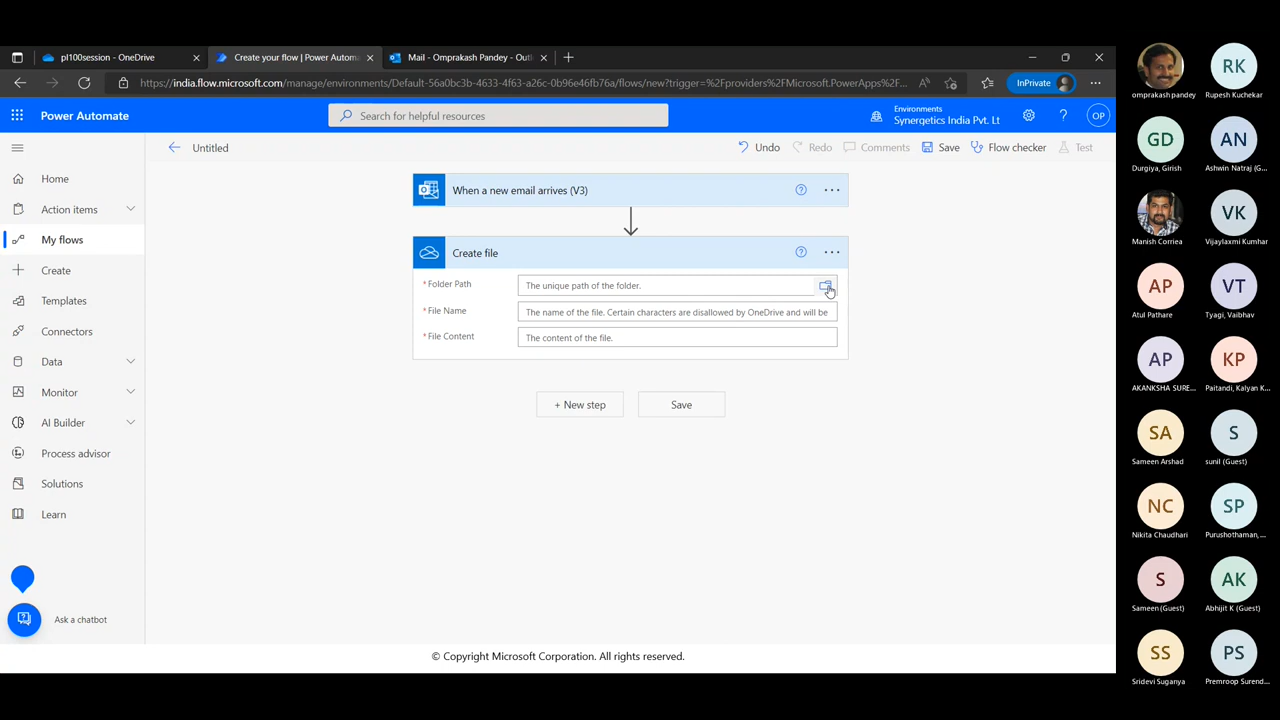 pl100session - OneDrive
Create your flow | Power Automa
Mail - Omprakash Pandey - Outl
https://india.flow.microsoft.com/manage/environments/Default-56a0bc3b-4633-4f63-a26c-0b96e46fb76a/flows/new?trigger=%2Fproviders%2FMicrosoft.PowerApps%2F...
InPrivate
Power Automate
Search for helpful resources
Environments
Synergetics India Pvt. Lt
OP
Untitled
Undo
Redo
Comments
Save
Flow checker
Test
Home
Action items
My flows
Create
Templates
Connectors
Data
Monitor
AI Builder
Process advisor
Solutions
Learn
Ask a chatbot
When a new email arrives (V3)
Create file
* Folder Path
The unique path of the folder.
* File Name
The name of the file. Certain characters are disallowed by OneDrive and will be
* File Content
The content of the file.
+ New step
Save
© Copyright Microsoft Corporation. All rights reserved.
omprakash pandey
RK
Rupesh Kuchekar
GD
Durgiya, Girish
AN
Ashwin Natraj (G...
Manish Corriea
VK
Vijaylaxmi Kumhar
AP
Atul Pathare
VT
Tyagi, Vaibhav
AP
AKANKSHA SURE...
KP
Paitandi, Kalyan K...
SA
Sameen Arshad
S
sunil (Guest)
NC
Nikita Chaudhari
SP
Purushothaman,...
S
Sameen (Guest)
AK
Abhijit K (Guest)
SS
Sridevi Suganya
PS
Premroop Surend...